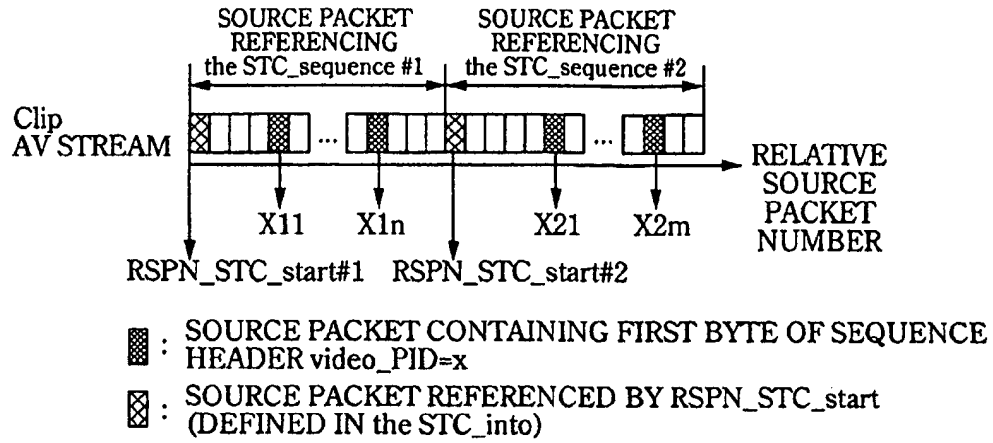 SOURCE PACKET
REFERENCING
the STC_sequence #1
SOURCE PACKET
REFERENCING
the STC_sequence #2
Clip
AV STREAM
...
...
RELATIVE
SOURCE
PACKET
NUMBER
X11
X1n
X21
X2m
RSPN_STC_start#1
RSPN_STC_start#2
: SOURCE PACKET CONTAINING FIRST BYTE OF SEQUENCE
HEADER video_PID=x
: SOURCE PACKET REFERENCED BY RSPN_STC_start
(DEFINED IN the STC_into)